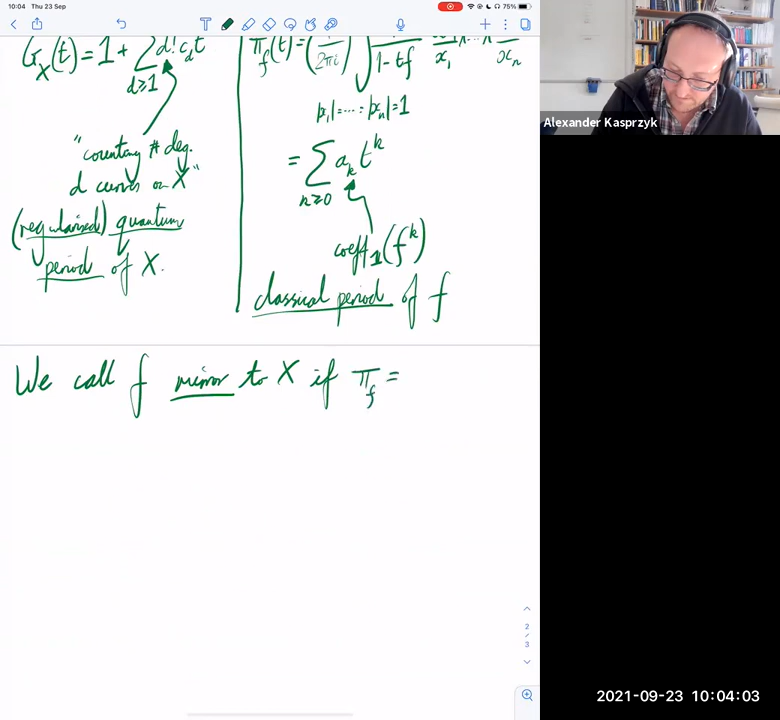 10:04 Thu 23 Sep
75%
G_X(t) = 1 + Σ_{d≥1} d! c_d t
"counting # deg.
d curves on X"
(regularised) quantum
period of X.
π_f(t) = (1/2πi) ∫ 1/(1-tf) x_1 ∧…∧ x_n
|x_1|=…=|x_n|=1
= Σ_{k≥0} a_k t^k
coeff_1(f^k)
classical period of f
We call f mirror to X if π_f =
2
/
3
Alexander Kasprzyk
2021-09-23 10:04:03